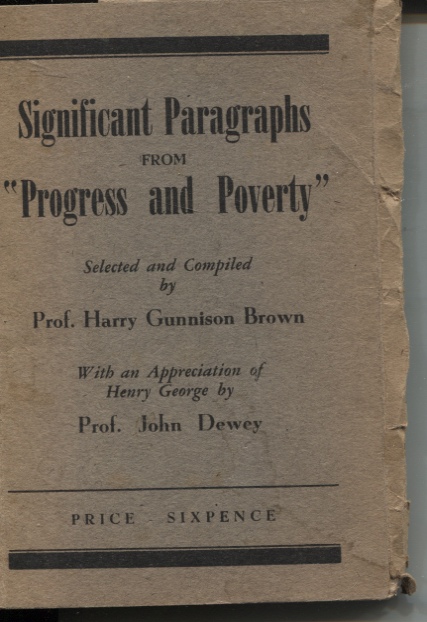 Significant Paragraphs
FROM
"Progress and Poverty"
Selected and Compiled
by
Prof. Harry Gunnison Brown
With an Appreciation of
Henry George by
Prof. John Dewey
PRICE SIXPENCE